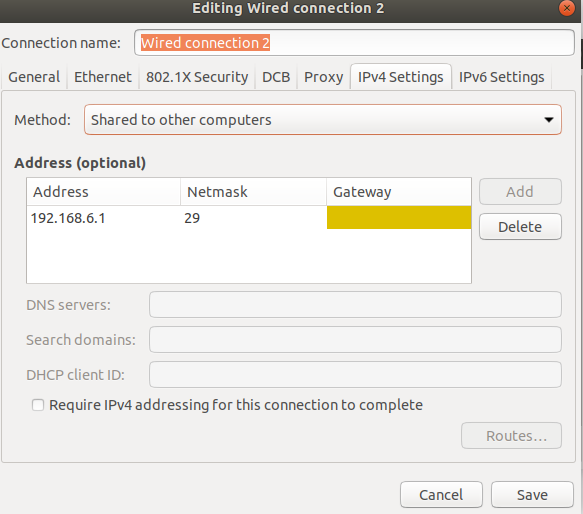 Editing Wired connection 2
Connection name: Wired connection 2
General Ethernet 802.1X Security DCB Proxy IPv4 Settings IPv6 Settings
Method: Shared to other computers
Address (optional)
Address Netmask Gateway
Add
192.168.6.1 29
Delete
DNS servers:
Search domains:
DHCP client ID:
Require IPv4 addressing for this connection to complete
Routes...
Cancel Save